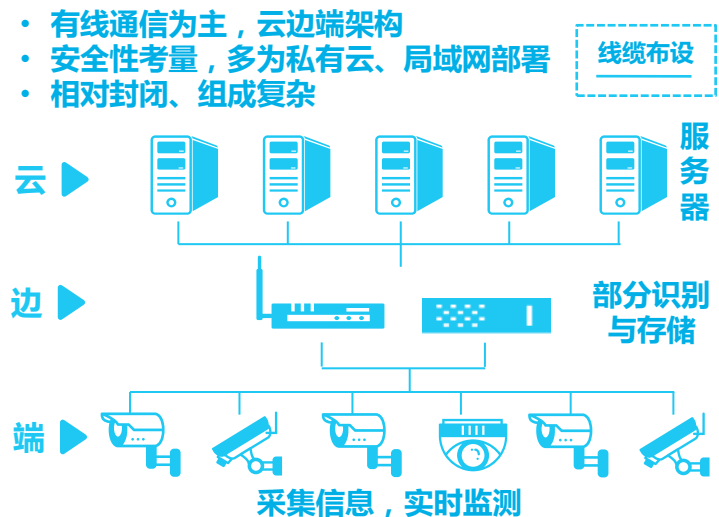 • 有线通信为主，云边端架构
• 安全性考量，多为私有云、局域网部署
• 相对封闭、组成复杂
线缆布设
云
服务器
边
部分识别
与存储
端
采集信息，实时监测